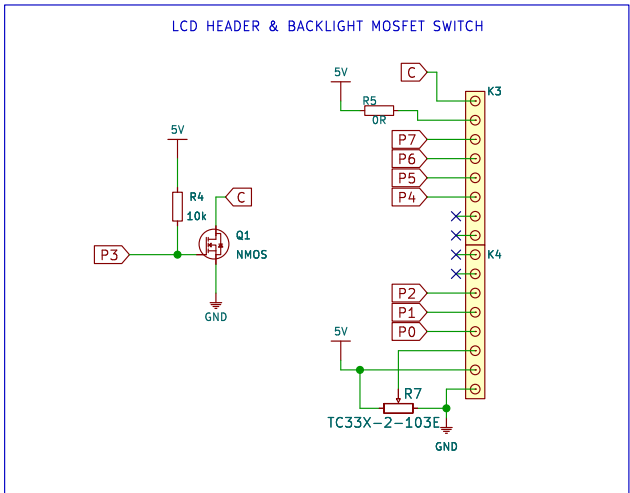 LCD HEADER & BACKLIGHT MOSFET SWITCH
5V
C
K3
R5
0R
5V
P7
P6
P5
P4
R4
10k
C
Q1
NMOS
P3
K4
GND
P2
P1
P0
5V
R7
TC33X-2-103E
GND